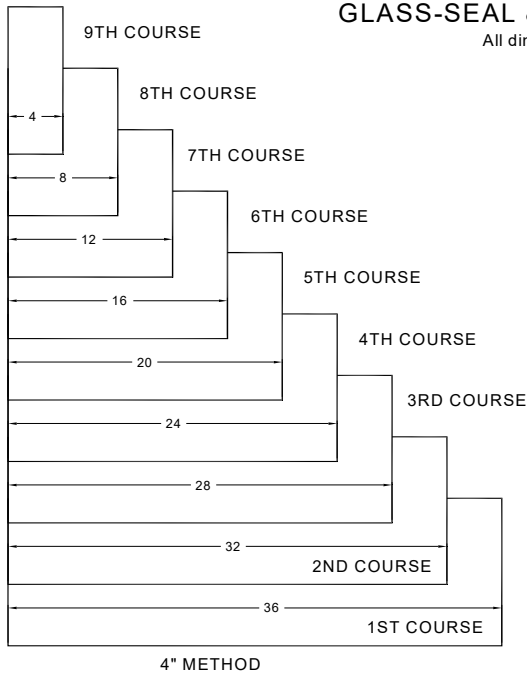 GLASS-SEAL
All
9TH COURSE
4
8TH COURSE
8
7TH COURSE
12
6TH COURSE
16
5TH COURSE
20
4TH COURSE
24
3RD COURSE
28
32
2ND COURSE
36
1ST COURSE
4" METHOD